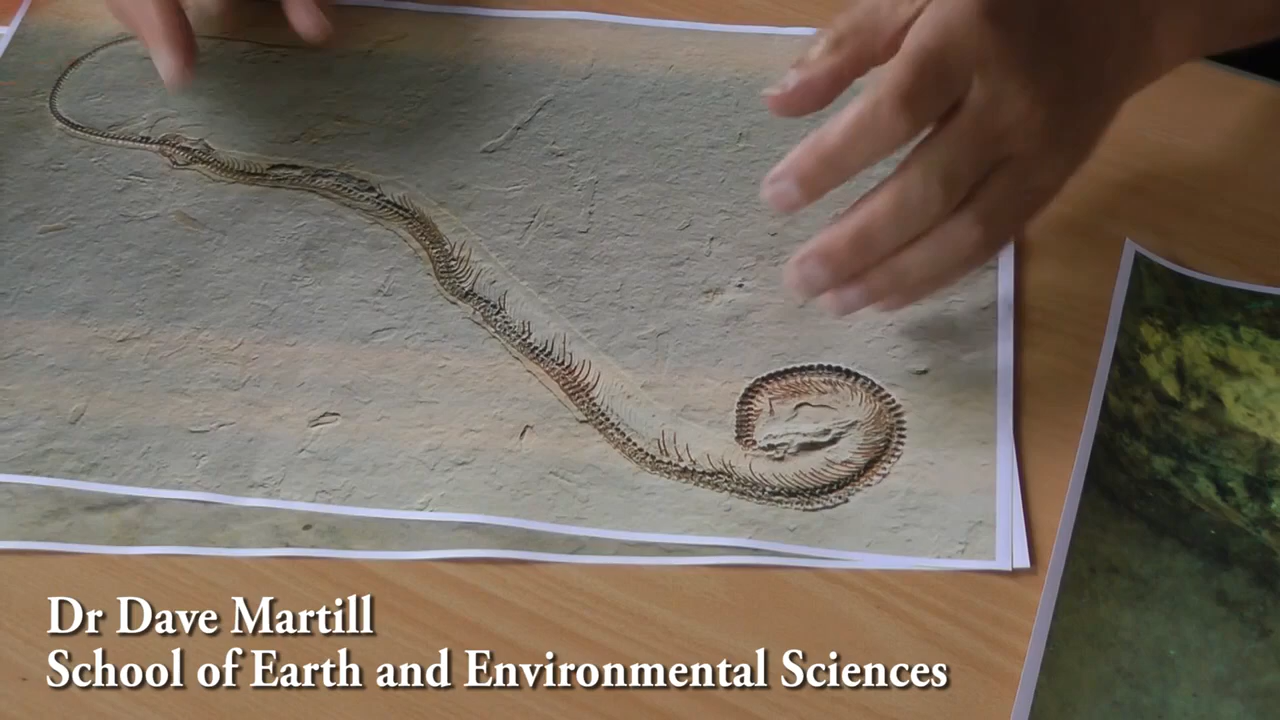 Dr Dave Martill
School of Earth and Environmental Sciences